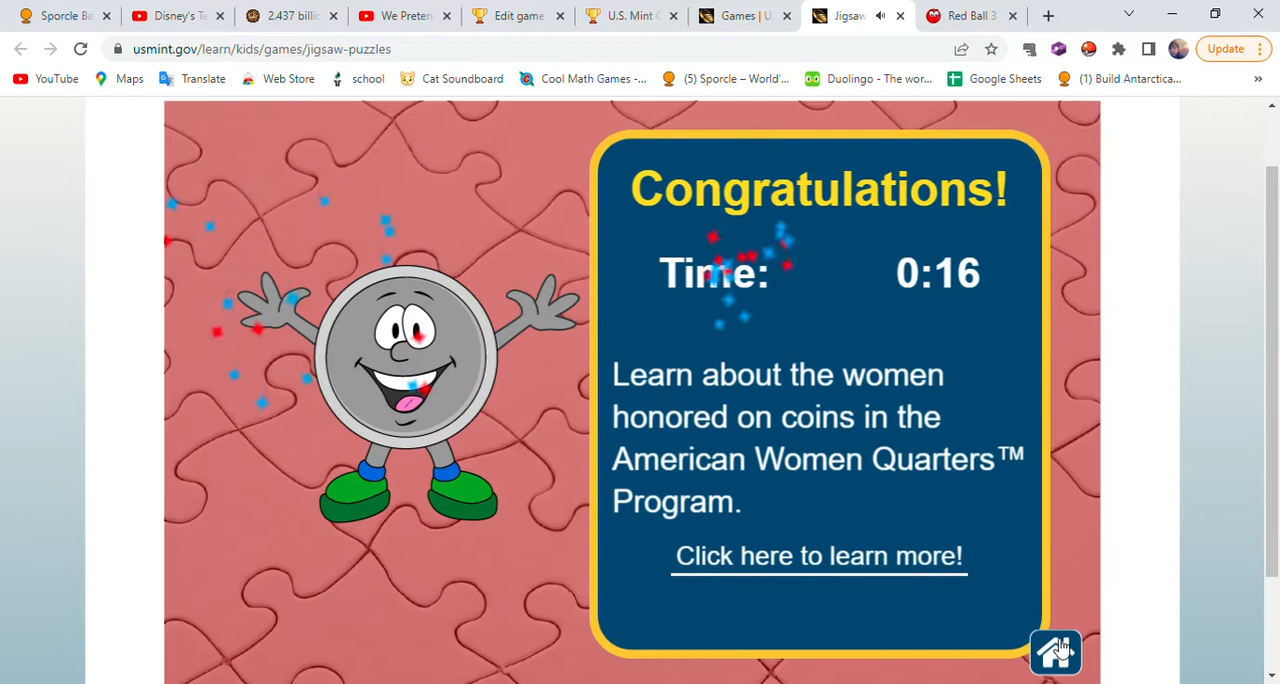 Sporcle Ba
Disney's Te
2.437 billic
We Preten
Edit game
U.S. Mint C
Games | U.
Jigsaw
Red Ball 3
usmint.gov/learn/kids/games/jigsaw-puzzles
Update
YouTube
Maps
Translate
Web Store
school
Cat Soundboard
Cool Math Games -...
(5) Sporcle – World'...
Duolingo - The wor...
Google Sheets
(1) Build Antarctica...
Congratulations!
Time: 0:16
Learn about the women
honored on coins in the
American Women Quarters™
Program.
Click here to learn more!